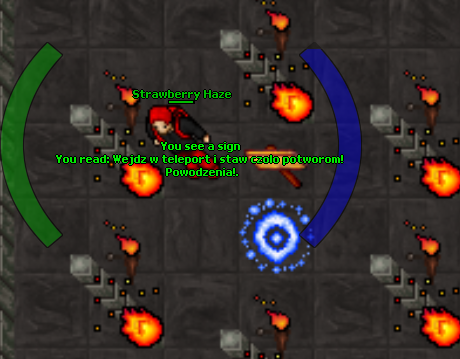 Strawberry Haze
You see a sign
You read: Wejdz w teleport i staw czolo potworom!
Powodzenia!.